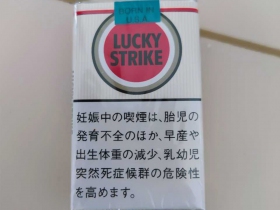 BORN IN
U.S.A.
LUCKY
STRIKE
妊娠中の喫煙は、胎児の
発育不全のほか、早産や
出生体重の減少、乳幼児
突然死症候群の危険性
を高めます。